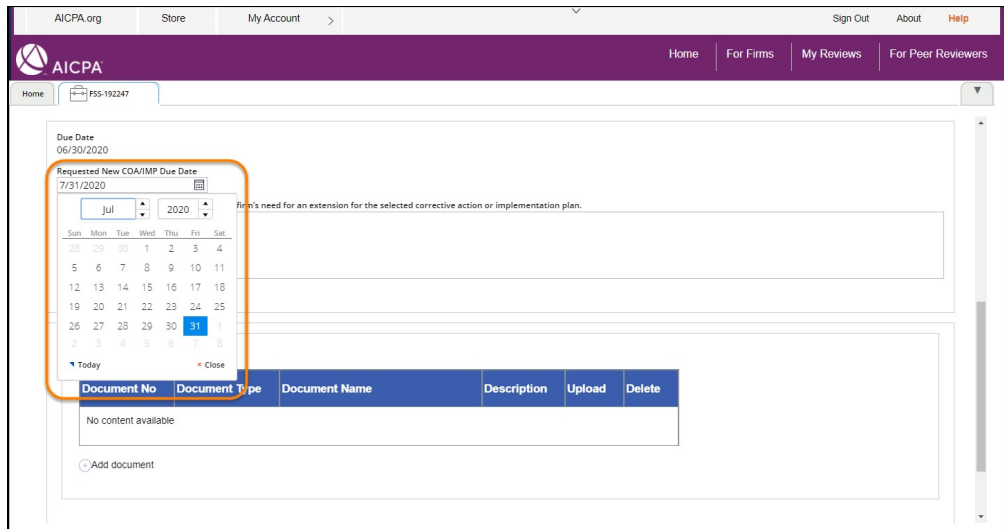 AICPA.org Store My Account Sign Out About Help
AICPA Home For Firms My Reviews For Peer Reviewers
Home FSS-192247
Due Date
06/30/2020
Requested New COA/IMP Due Date
7/31/2020
firm's need for an extension for the selected corrective action or implementation plan.
Jul 2020
Sun Mon Tue Wed Thu Fri Sat
28 29 30 1 2 3 4
5 6 7 8 9 10 11
12 13 14 15 16 17 18
19 20 21 22 23 24 25
26 27 28 29 30 31 1
2 3 4 5 6 7 8
Today × Close
Document No Document Type Document Name Description Upload Delete
No content available
Add document